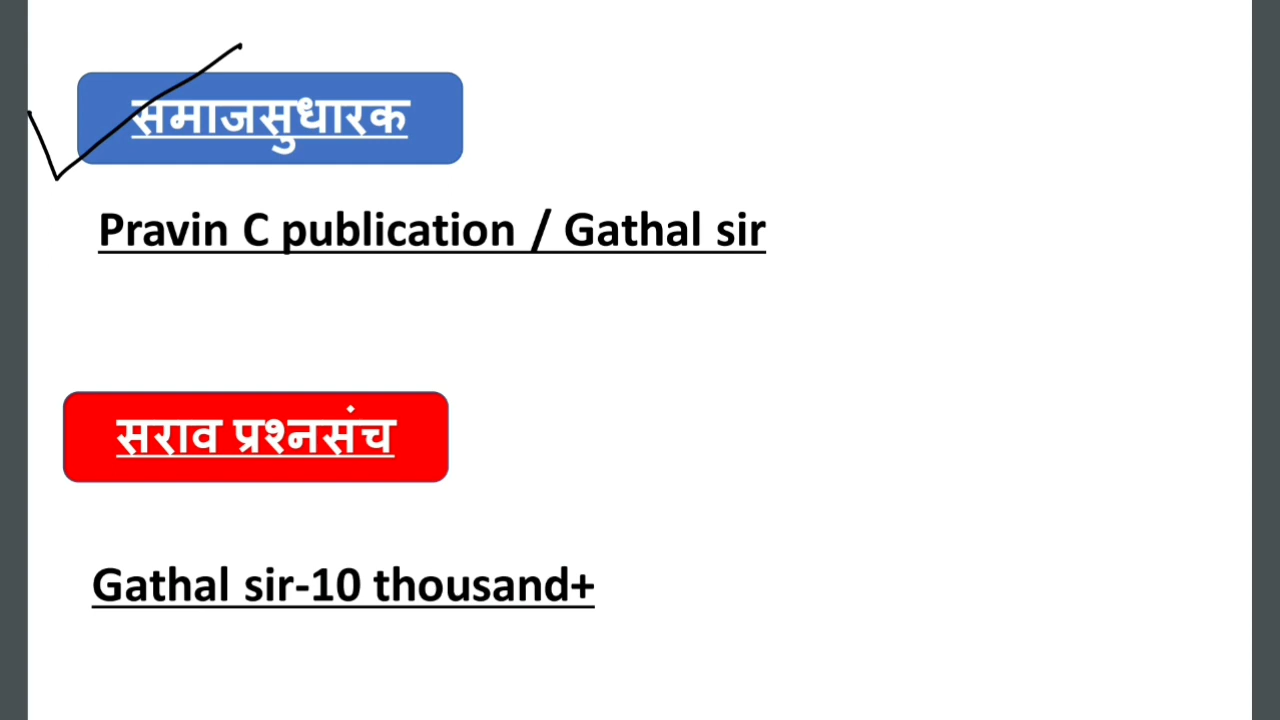 समाजसुधारक
Pravin C publication / Gathal sir
सराव प्रश्नसंच
Gathal sir-10 thousand+